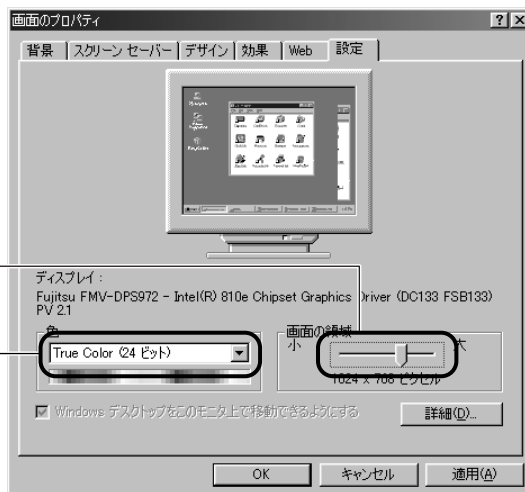 画面のプロパティ
背景 スクリーン セーバー デザイン 効果 Web 設定
ディスプレイ :
Fujitsu FMV-DPS972 - Intel(R) 810e Chipset Graphics Driver (DC133 FSB133)
PV 2.1
色 画面の領域
True Color (24 ビット) 小 大
1024 x 768 ピクセル
Windows デスクトップをこのモニタ上で移動できるようにする
詳細(D)...
OK キャンセル 適用(A)